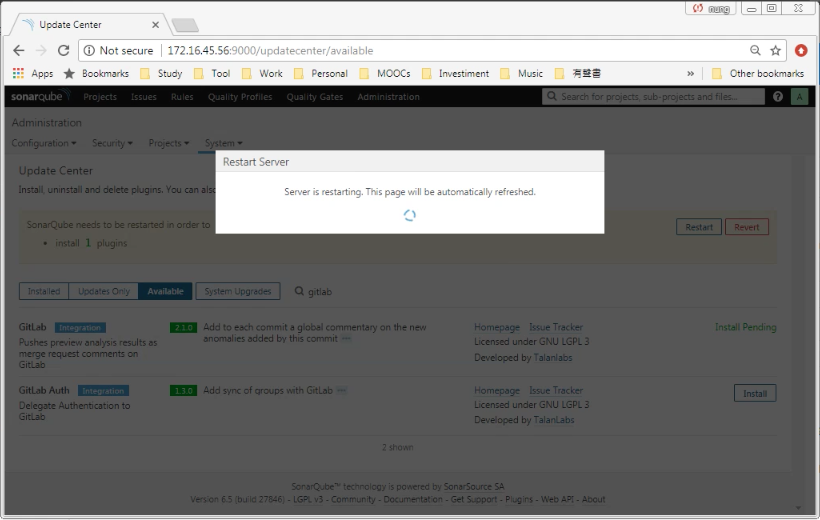 nung
Update Center
Not secure | 172.16.45.56:9000/updatecenter/available
Apps Bookmarks Study Tool Work Personal MOOCs Investiment Music 有聲書 » Other bookmarks
sonarqube Projects Issues Rules Quality Profiles Quality Gates Administration Search for projects, sub-projects and files... ? A
Administration
Configuration Security Projects System
Restart Server
Server is restarting. This page will be automatically refreshed.
Update Center
Install, uninstall and delete plugins. You can also
SonarQube needs to be restarted in order to
• install 1 plugins
Restart Revert
Installed Updates Only Available System Upgrades gitlab
GitLab Integration
Pushes preview analysis results as
merge request comments on
GitLab
2.1.0 Add to each commit a global commentary on the new
anomalies added by this commit
Homepage Issue Tracker
Licensed under GNU LGPL 3
Developed by Talanlabs
Install Pending
GitLab Auth Integration
Delegate Authentication to
GitLab
1.3.0 Add sync of groups with GitLab
Homepage Issue Tracker
Licensed under GNU LGPL 3
Developed by TalanLabs
Install
2 shown
SonarQube™ technology is powered by SonarSource SA
Version 6.5 (build 27846) - LGPL v3 - Community - Documentation - Get Support - Plugins - Web API - About